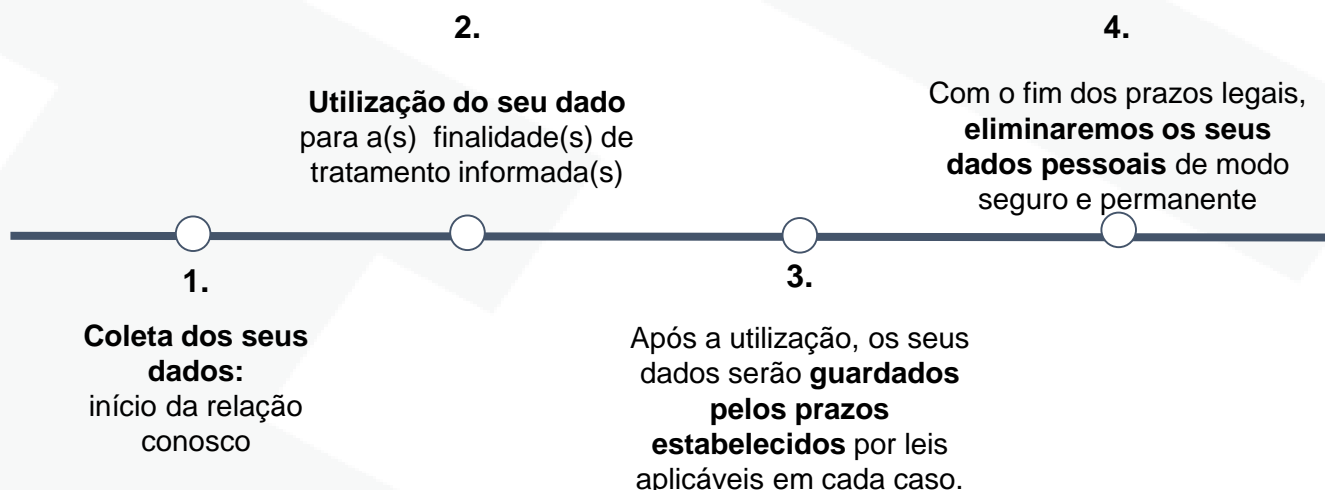 1.
Coleta dos seus
dados:
início da relação
conosco
2.
Utilização do seu dado
para a(s) finalidade(s) de
tratamento informada(s)
3.
Após a utilização, os seus
dados serão guardados
pelos prazos
estabelecidos por leis
aplicáveis em cada caso.
4.
Com o fim dos prazos legais,
eliminaremos os seus
dados pessoais de modo
seguro e permanente